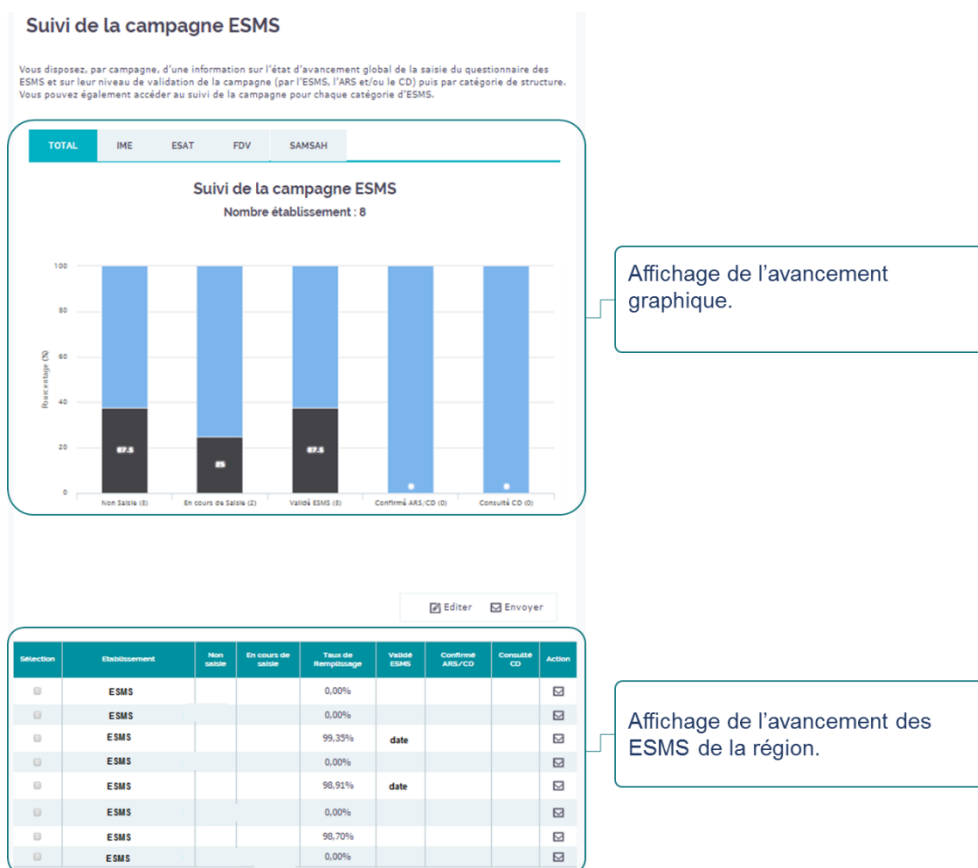 Suivi de la campagne ESMS
Vous disposez, par campagne, d'une information sur l'état d'avancement global de la saisie du questionnaire des
ESMS et sur leur niveau de validation de la campagne (par l'ESMS, l'ARS et/ou le CD) puis par catégorie de structure.
Vous pouvez également accéder au suivi de la campagne pour chaque catégorie d'ESMS.
TOTAL IME ESAT FDV SAMSAH
Suivi de la campagne ESMS
Nombre établissement : 8
100
80
60
40
20
0
Pourcentage (%)
Non Saisie
En cours de Saisie (2)
Validé ESMS
Confirmé ARS/CD (0)
Consulté CD (0)
0
0
Affichage de l'avancement
graphique.
Editer Envoyer
Sélection Etablissement Non saisie En cours de saisie Taux de Remplissage Validé ESMS Confirmé ARS/CD Consulté CD Action
ESMS 0,00%
ESMS 0,00%
ESMS 99,35% date
ESMS 0,00%
ESMS 98,91% date
ESMS 0,00%
ESMS 98,70%
ESMS 0,00%
Affichage de l'avancement des
ESMS de la région.